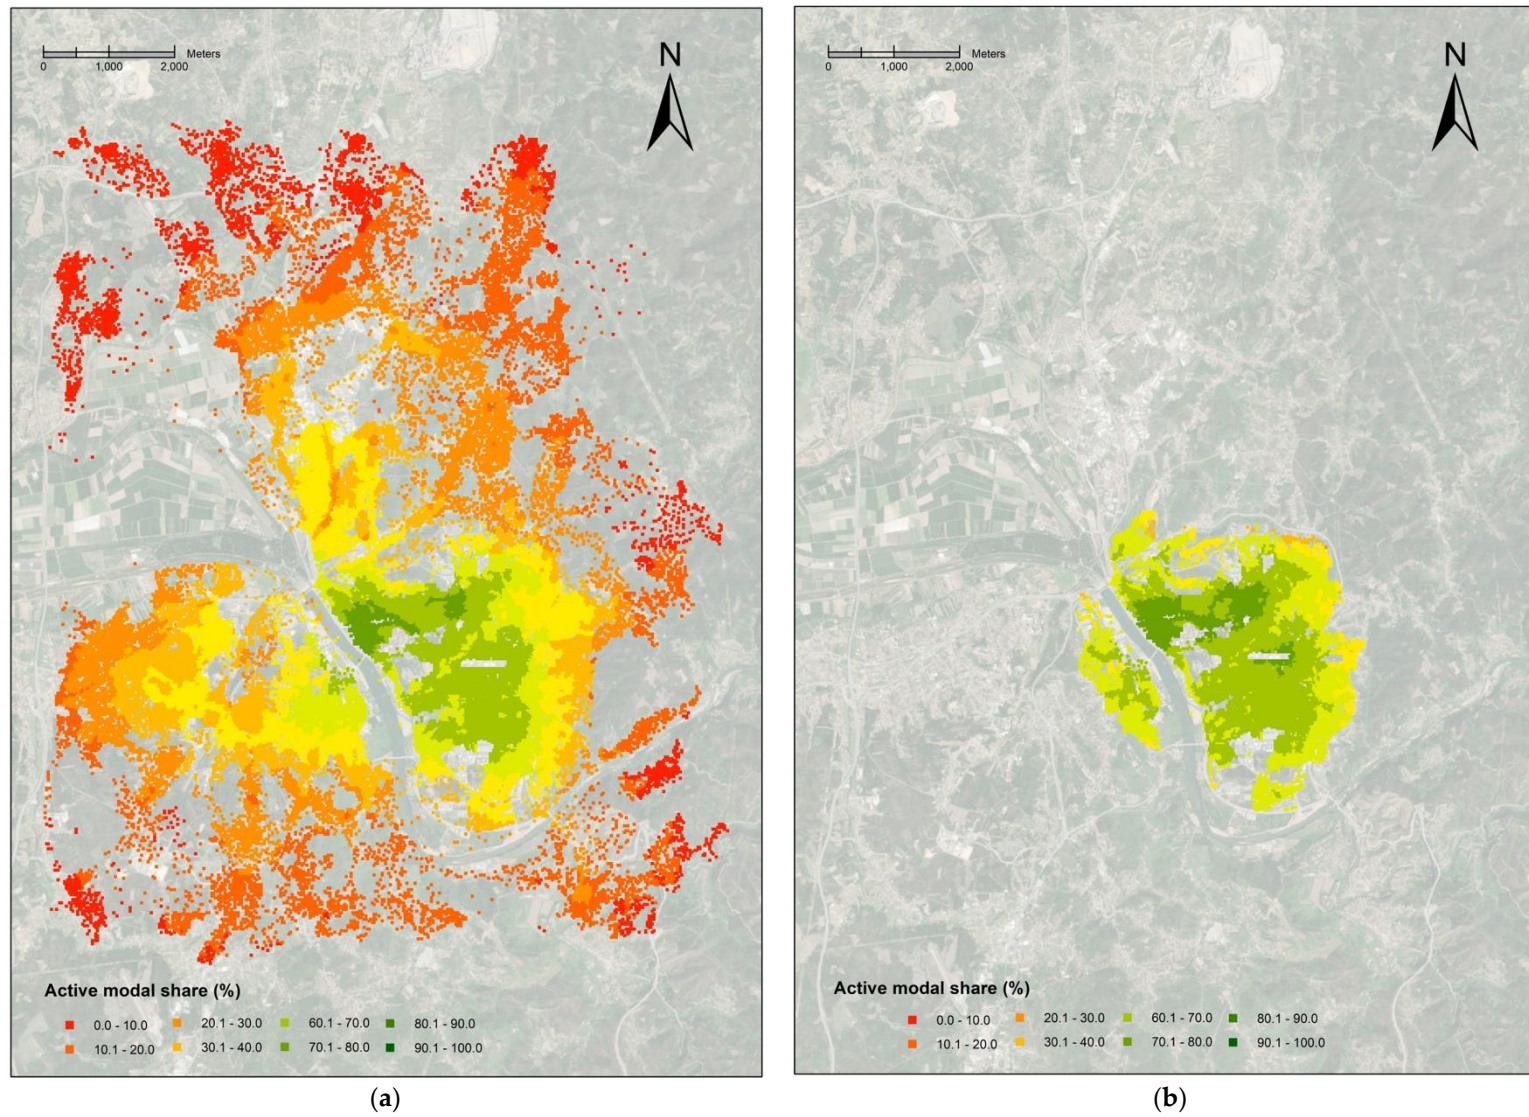 Meters
0 1,000 2,000
N
Active modal share (%)
0.0 - 10.0 20.1 - 30.0 60.1 - 70.0 80.1 - 90.0
10.1 - 20.0 30.1 - 40.0 70.1 - 80.0 90.1 - 100.0
(a)
Meters
0 1,000 2,000
N
Active modal share (%)
0.0 - 10.0 20.1 - 30.0 60.1 - 70.0 80.1 - 90.0
10.1 - 20.0 30.1 - 40.0 70.1 - 80.0 90.1 - 100.0
(b)